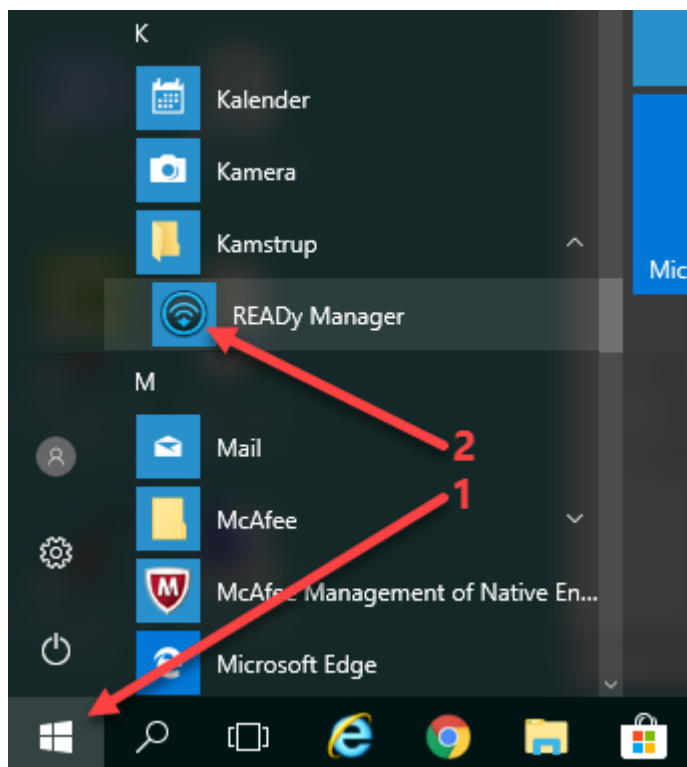 K
Kalender
Kamera
Kamstrup
Mic
READy Manager
M
Mail
2
1
McAfee
McAfee Management of Native En...
Microsoft Edge